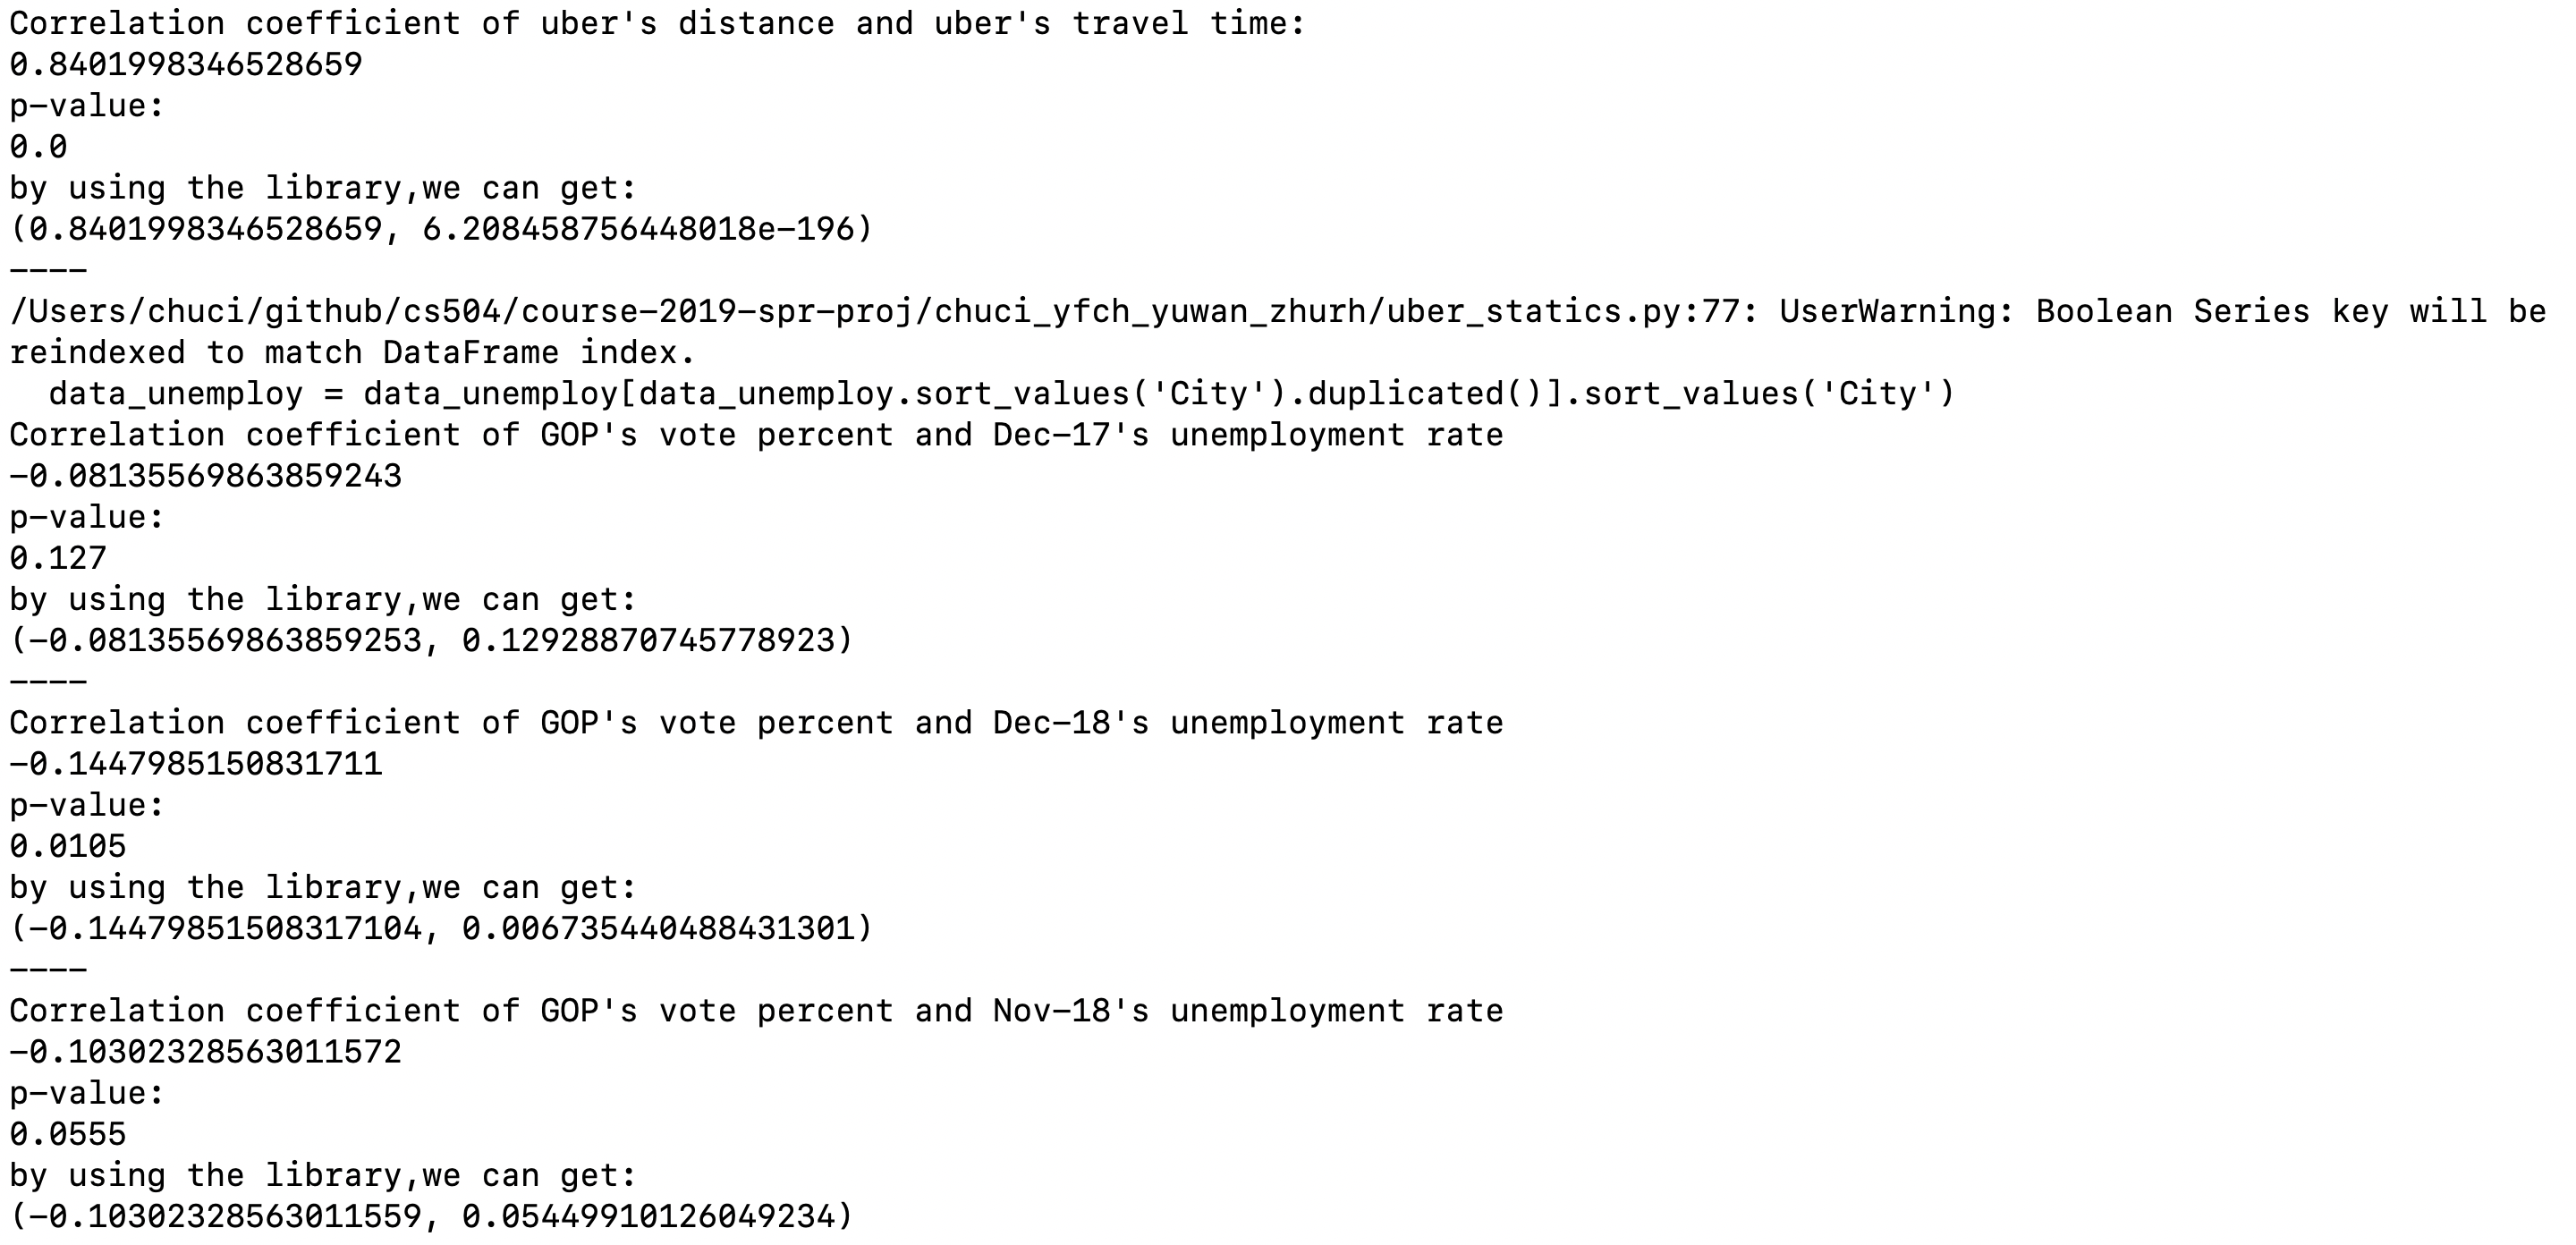 Correlation coefficient of uber's distance and uber's travel time:
0.8401998346528659
p-value:
0.0
by using the library,we can get:
(0.8401998346528659, 6.208458756448018e-196)
----
/Users/chuci/github/cs504/course-2019-spr-proj/chuci_yfch_yuwan_zhurh/uber_statics.py:77: UserWarning: Boolean Series key will be
reindexed to match DataFrame index.
  data_unemploy = data_unemploy[data_unemploy.sort_values('City').duplicated()].sort_values('City')
Correlation coefficient of GOP's vote percent and Dec-17's unemployment rate
-0.08135569863859243
p-value:
0.127
by using the library,we can get:
(-0.08135569863859253, 0.12928870745778923)
----
Correlation coefficient of GOP's vote percent and Dec-18's unemployment rate
-0.1447985150831711
p-value:
0.0105
by using the library,we can get:
(-0.14479851508317104, 0.006735440488431301)
----
Correlation coefficient of GOP's vote percent and Nov-18's unemployment rate
-0.10302328563011572
p-value:
0.0555
by using the library,we can get:
(-0.10302328563011559, 0.05449910126049234)